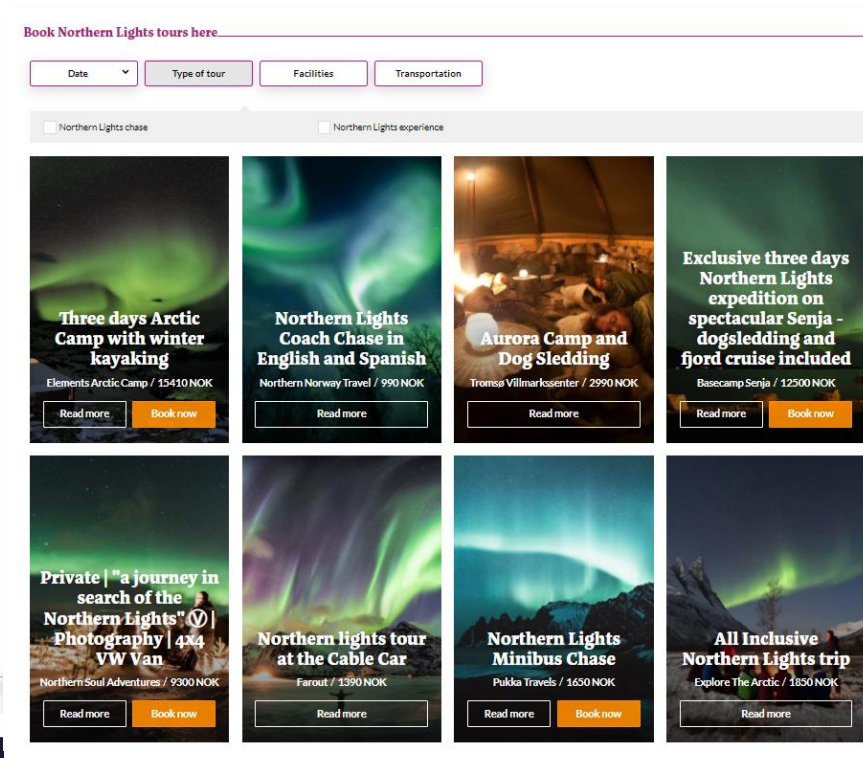 Book Northern Lights tours here
Date
Type of tour
Facilities
Transportation
Northern Lights chase
Northern Lights experience
Three days Arctic
Camp with winter
kayaking
Elements Arctic Camp / 15410 NOK
Read more
Book now
Northern Lights
Coach Chase in
English and Spanish
Northern Norway Travel / 990 NOK
Read more
Aurora Camp and
Dog Sledding
Tromsø Villmarkssenter / 2990 NOK
Read more
Exclusive three days
Northern Lights
expedition on
spectacular Senja -
dogsledding and
fjord cruise included
Basecamp Senja / 12500 NOK
Read more
Book now
Private | "a journey in
search of the
Northern Lights" Ⓥ |
Photography | 4x4
VW Van
Northern Soul Adventures / 9300 NOK
Read more
Book now
Northern lights tour
at the Cable Car
Farout / 1390 NOK
Read more
Northern Lights
Minibus Chase
Pukka Travels / 1650 NOK
Read more
Book now
All Inclusive
Northern Lights trip
Explore The Arctic / 1850 NOK
Read more